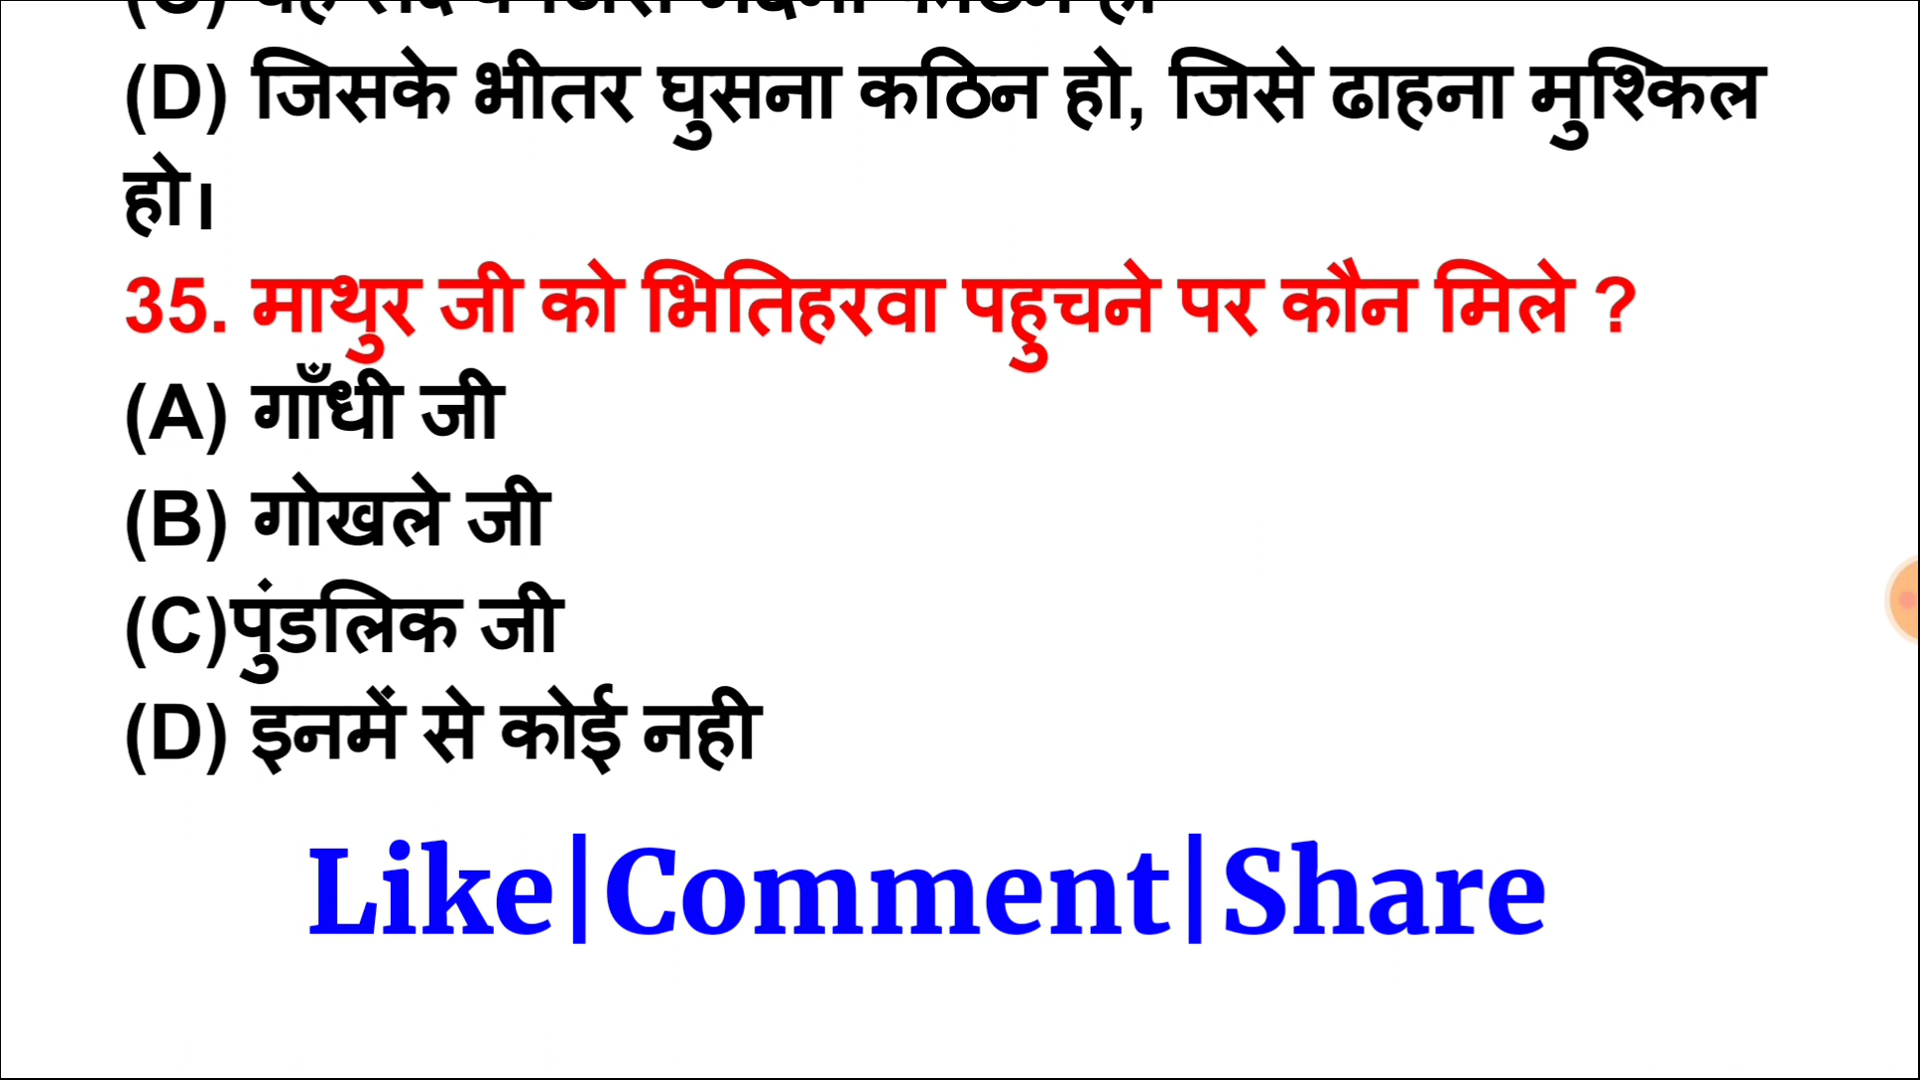 (D) जिसके भीतर घुसना कठिन हो, जिसे ढाहना मुश्किल
हो।
35. माथुर जी को भितिहरवा पहुचने पर कौन मिले ?
(A) गाँधी जी
(B) गोखले जी
(C)पुंडलिक जी
(D) इनमें से कोई नही
Like|Comment|Share